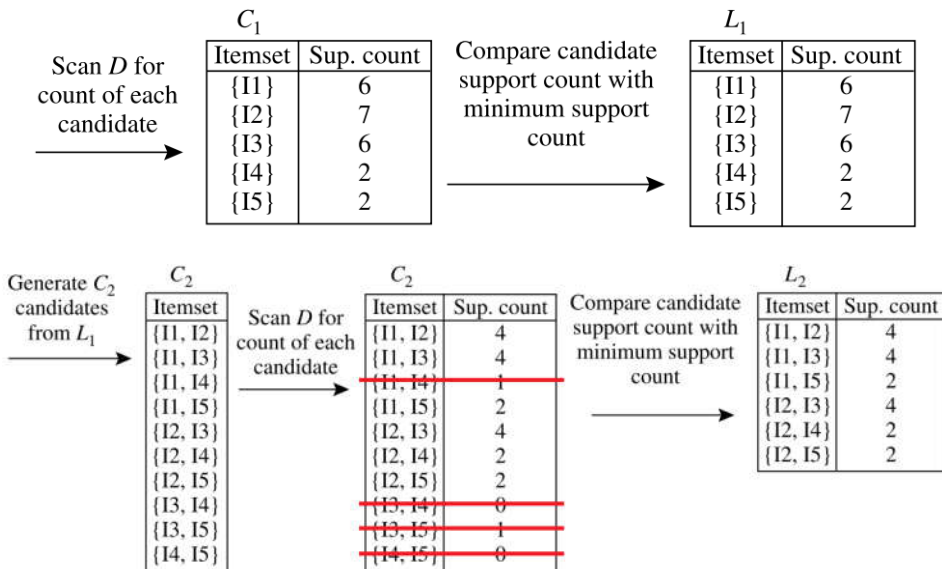 C1
L1
Scan D for
count of each
candidate
Itemset Sup. count
{I1} 6
{I2} 7
{I3} 6
{I4} 2
{I5} 2
Compare candidate
support count with
minimum support
count
Itemset Sup. count
{I1} 6
{I2} 7
{I3} 6
{I4} 2
{I5} 2
Generate C2
candidates
from L1
C2
Itemset
{I1, I2}
{I1, I3}
{I1, I4}
{I1, I5}
{I2, I3}
{I2, I4}
{I2, I5}
{I3, I4}
{I3, I5}
{I4, I5}
Scan D for
count of each
candidate
C2
Itemset Sup. count
{I1, I2} 4
{I1, I3} 4
{I1, I4} 1
{I1, I5} 2
{I2, I3} 4
{I2, I4} 2
{I2, I5} 2
{I3, I4} 0
{I3, I5} 1
{I4, I5} 0
Compare candidate
support count with
minimum support
count
L2
Itemset Sup. count
{I1, I2} 4
{I1, I3} 4
{I1, I5} 2
{I2, I3} 4
{I2, I4} 2
{I2, I5} 2